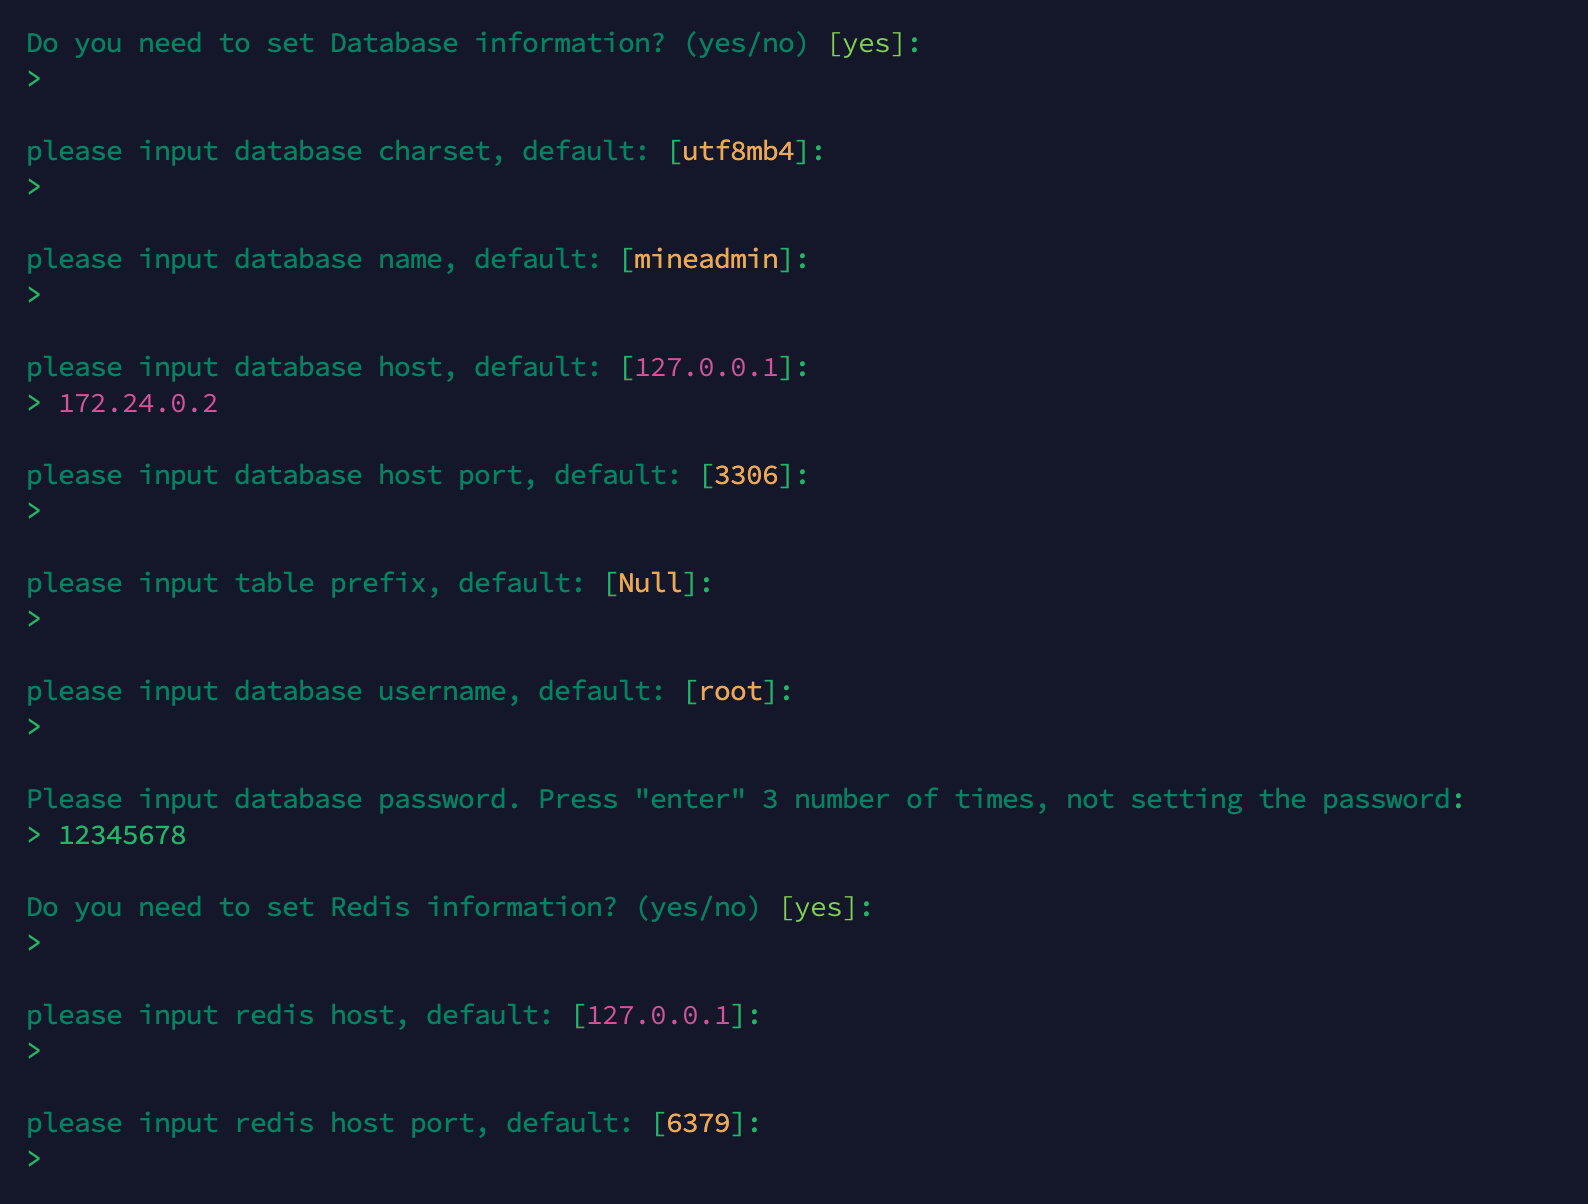 Do you need to set Database information? (yes/no) [yes]:
>
please input database charset, default: [utf8mb4]:
>
please input database name, default: [mineadmin]:
>
please input database host, default: [127.0.0.1]:
> 172.24.0.2
please input database host port, default: [3306]:
>
please input table prefix, default: [Null]:
>
please input database username, default: [root]:
>
Please input database password. Press "enter" 3 number of times, not setting the password:
> 12345678
Do you need to set Redis information? (yes/no) [yes]:
>
please input redis host, default: [127.0.0.1]:
>
please input redis host port, default: [6379]:
>